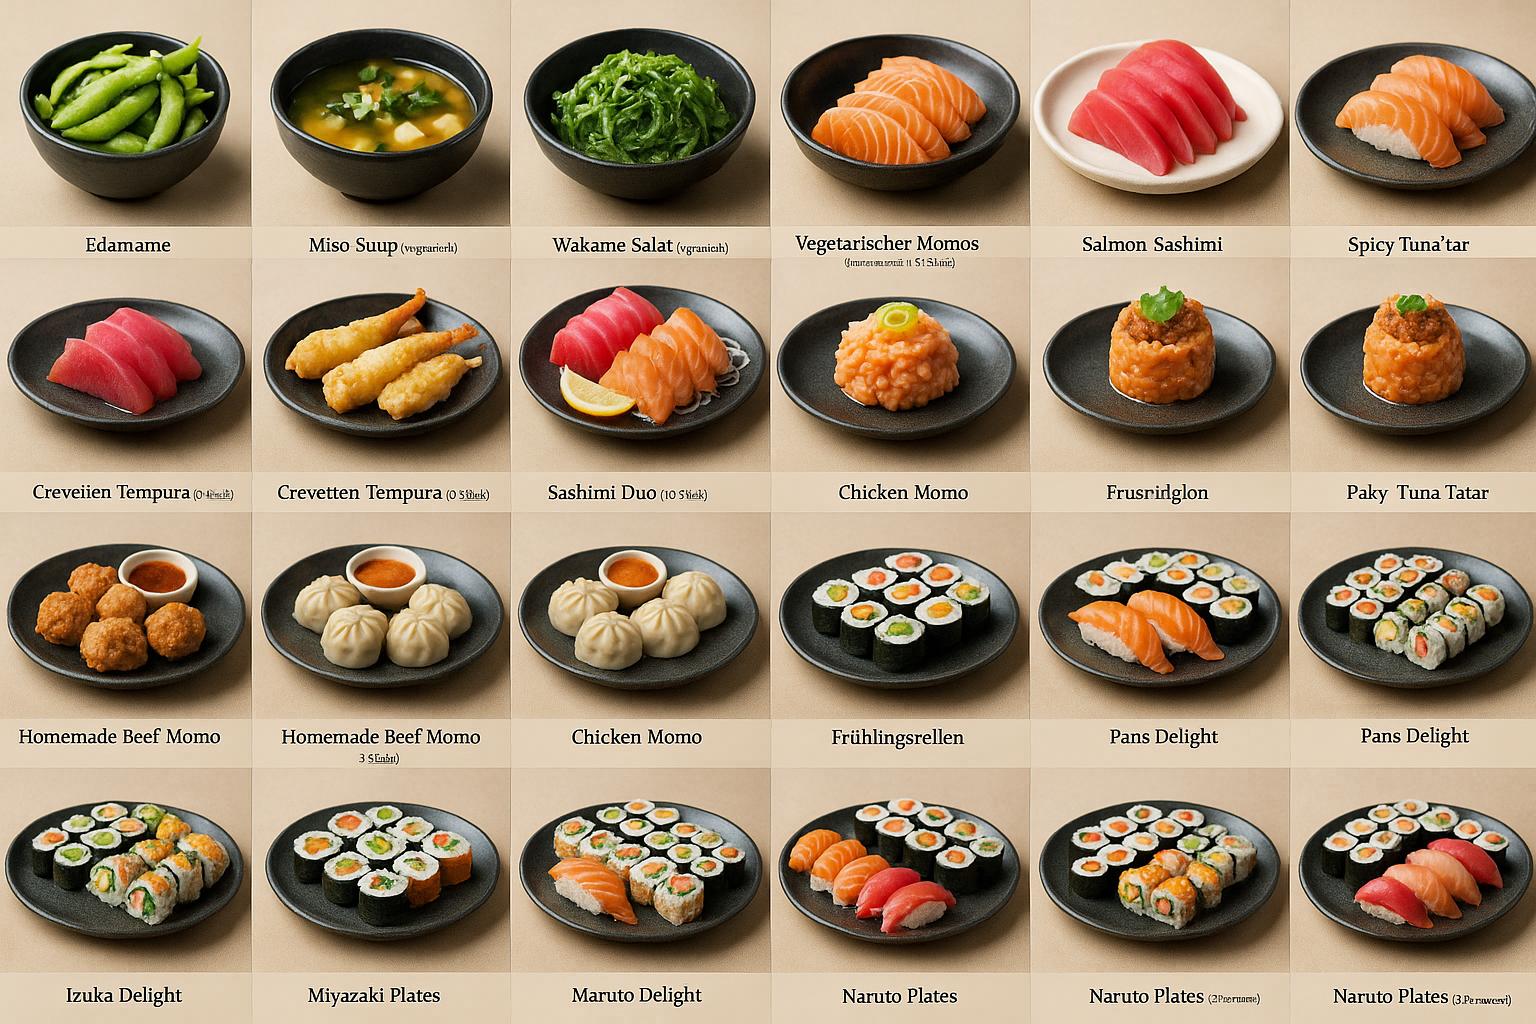 Edamame
Miso Suup
Wakame Salat
Vegetarischer Momos
Salmon Sashimi
Spicy Tuna'tar
Creveiien Tempura
Crevetten Tempura
Sashimi Duo (10
Chicken Momo
Paky Tuna Tatar
Homemade Beef Momo
Homemade Beef Momo
3
Chicken Momo
Frühlingsrellen
Pans Delight
Pans Delight
Izuka Delight
Miyazaki Plates
Maruto Delight
Naruto Plates
Naruto Plates
Naruto Plates